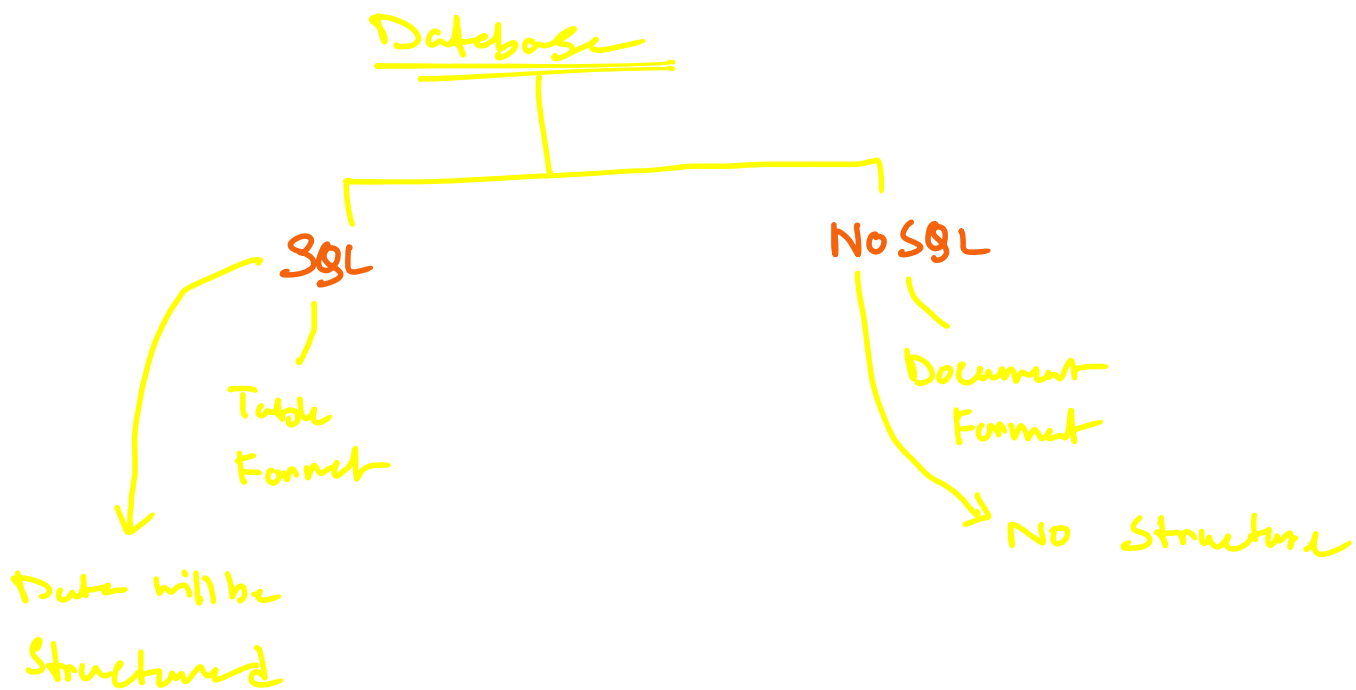 Database
SQL
NoSQL
Table
Format
Document
Format
No Structure
Data will be
Structured